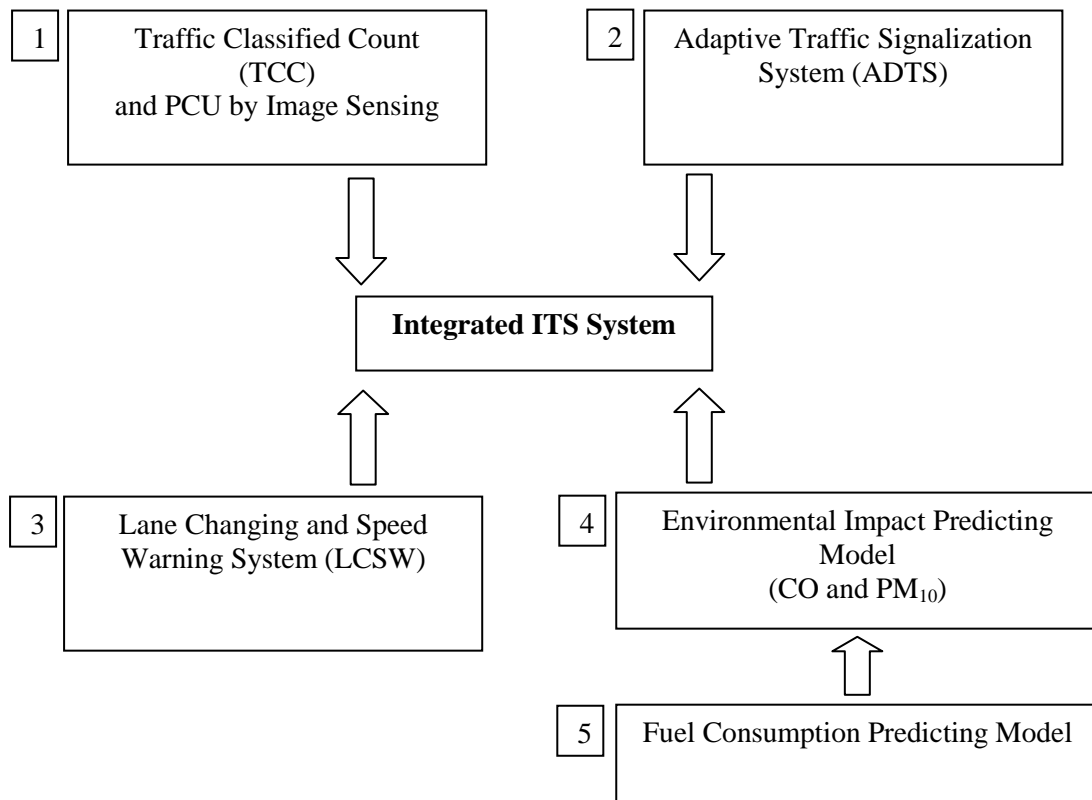 1
Traffic Classified Count
(TCC)
and PCU by Image Sensing
2
Adaptive Traffic Signalization
System (ADTS)
Integrated ITS System
3
Lane Changing and Speed
Warning System (LCSW)
4
Environmental Impact Predicting
Model
(CO and PM₁₀)
5
Fuel Consumption Predicting Model